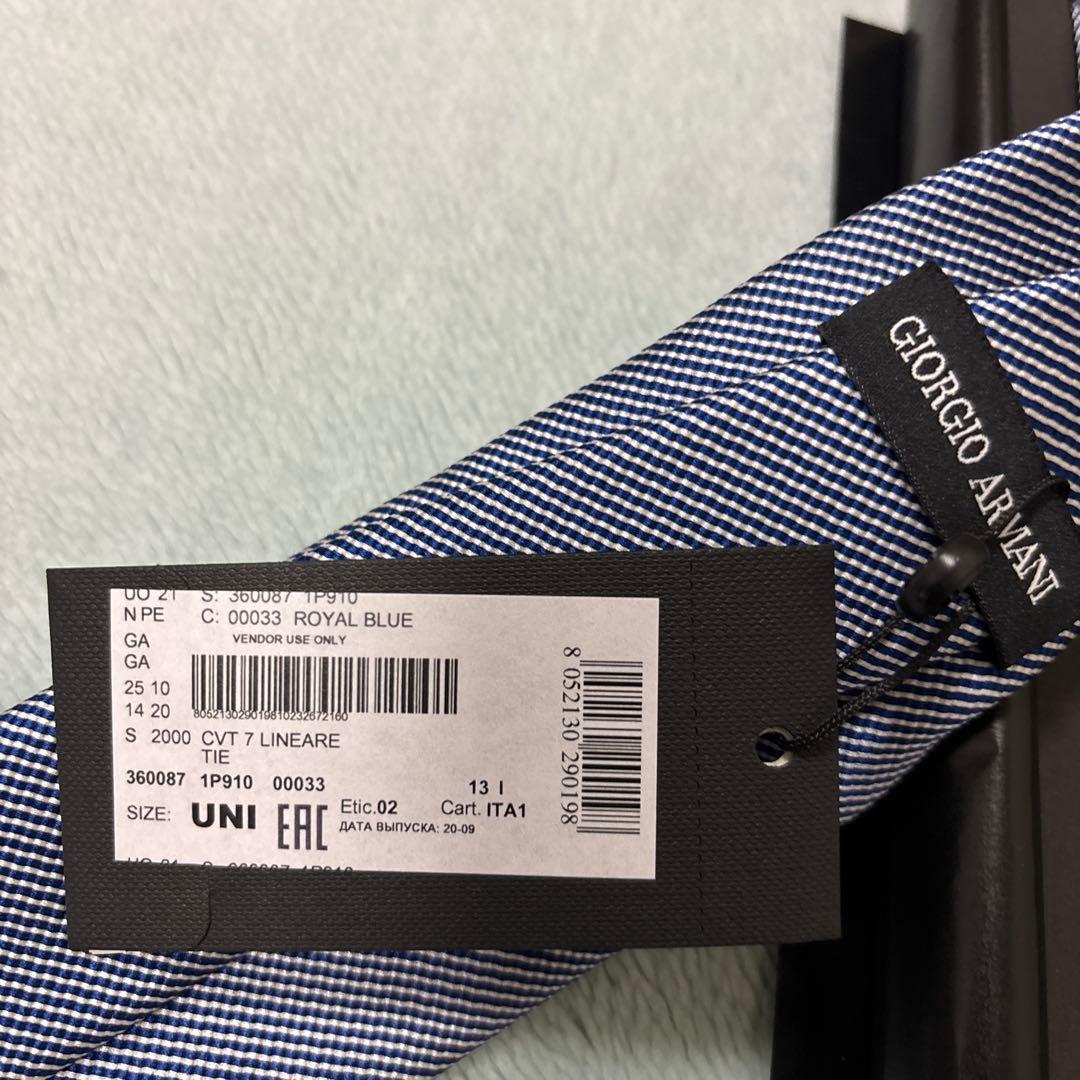 GIORGIO ARMANI
UO 21 S: 360087 1P910
N PE C: 00033 ROYAL BLUE
VENDOR USE ONLY
GA
GA
25 10
14 20
805213029019810232672160
S 2000 CVT 7 LINEARE
TIE
360087 1P910 00033 13 I
SIZE: UNI EAC Etic.02 Cart. ITA1
ДАТА ВЫПУСКА: 20-09
8 052130 290198